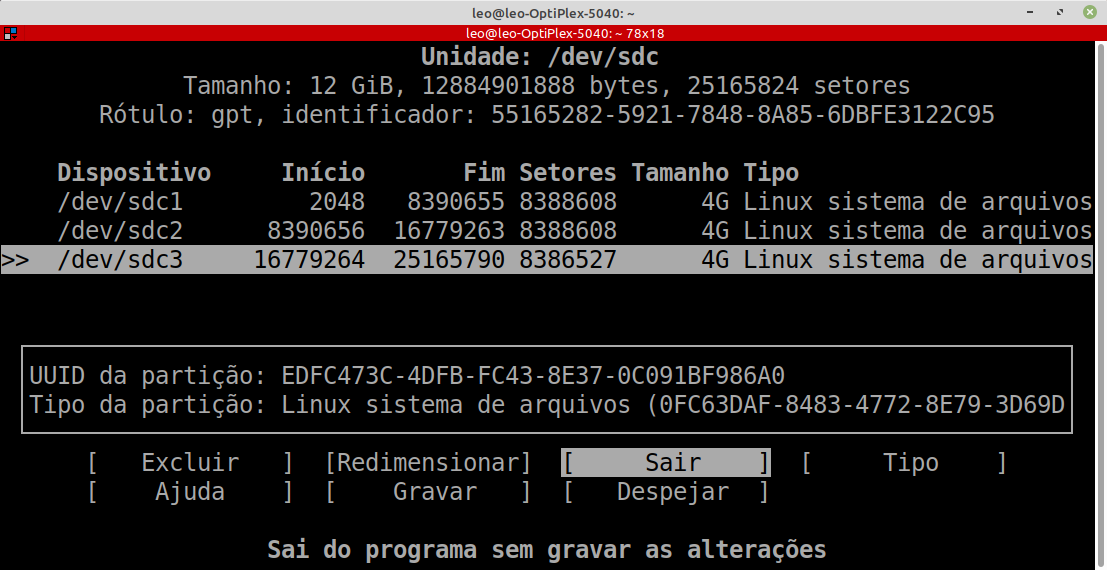 leo@leo-OptiPlex-5040: ~
leo@leo-OptiPlex-5040: ~ 78x18
Unidade: /dev/sdc
Tamanho: 12 GiB, 12884901888 bytes, 25165824 setores
Rótulo: gpt, identificador: 55165282-5921-7848-8A85-6DBFE3122C95
Dispositivo Início Fim Setores Tamanho Tipo
/dev/sdc1 2048 8390655 8388608 4G Linux sistema de arquivos
/dev/sdc2 8390656 16779263 8388608 4G Linux sistema de arquivos
>> /dev/sdc3 16779264 25165790 8386527 4G Linux sistema de arquivos
UUID da partição: EDFC473C-4DFB-FC43-8E37-0C091BF986A0
Tipo da partição: Linux sistema de arquivos (0FC63DAF-8483-4772-8E79-3D69D
[ Excluir ] [Redimensionar] [ Sair ] [ Tipo ]
[ Ajuda ] [ Gravar ] [ Despejar ]
Sai do programa sem gravar as alterações